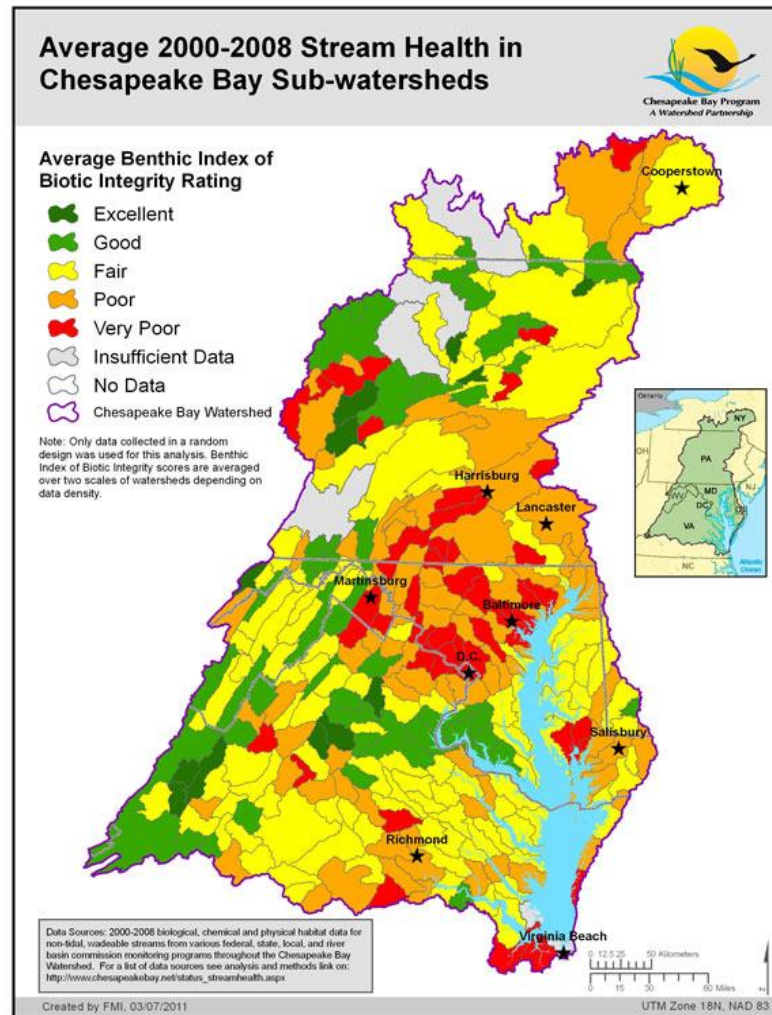 Average 2000-2008 Stream Health in
Chesapeake Bay Sub-watersheds
Chesapeake Bay Program
A Watershed Partnership
Average Benthic Index of
Biotic Integrity Rating
Excellent
Good
Fair
Poor
Very Poor
Insufficient Data
No Data
Chesapeake Bay Watershed
Note: Only data collected in a random
design was used for this analysis. Benthic
Index of Biotic Integrity scores are averaged
over two scales of watersheds depending on
data density.
Cooperstown
Harrisburg
Lancaster
Martinsburg
Baltimore
D.C.
Salisbury
Richmond
Virginia Beach
Ontario
NY
OH
PA
NJ
MD
WV
DC
VA
NC
Atlantic
Ocean
Data Sources: 2000-2008 biological, chemical and physical habitat data for
non-tidal, wadeable streams from various federal, state, local, and river
basin commission monitoring programs throughout the Chesapeake Bay
Watershed. For a list of data sources see analysis and methods link on:
http://www.chesapeakebay.net/status_streamhealth.aspx
0 12.5 25 50 Kilometers
0 15 30 60 Miles
Created by FMI, 03/07/2011
UTM Zone 18N, NAD 83